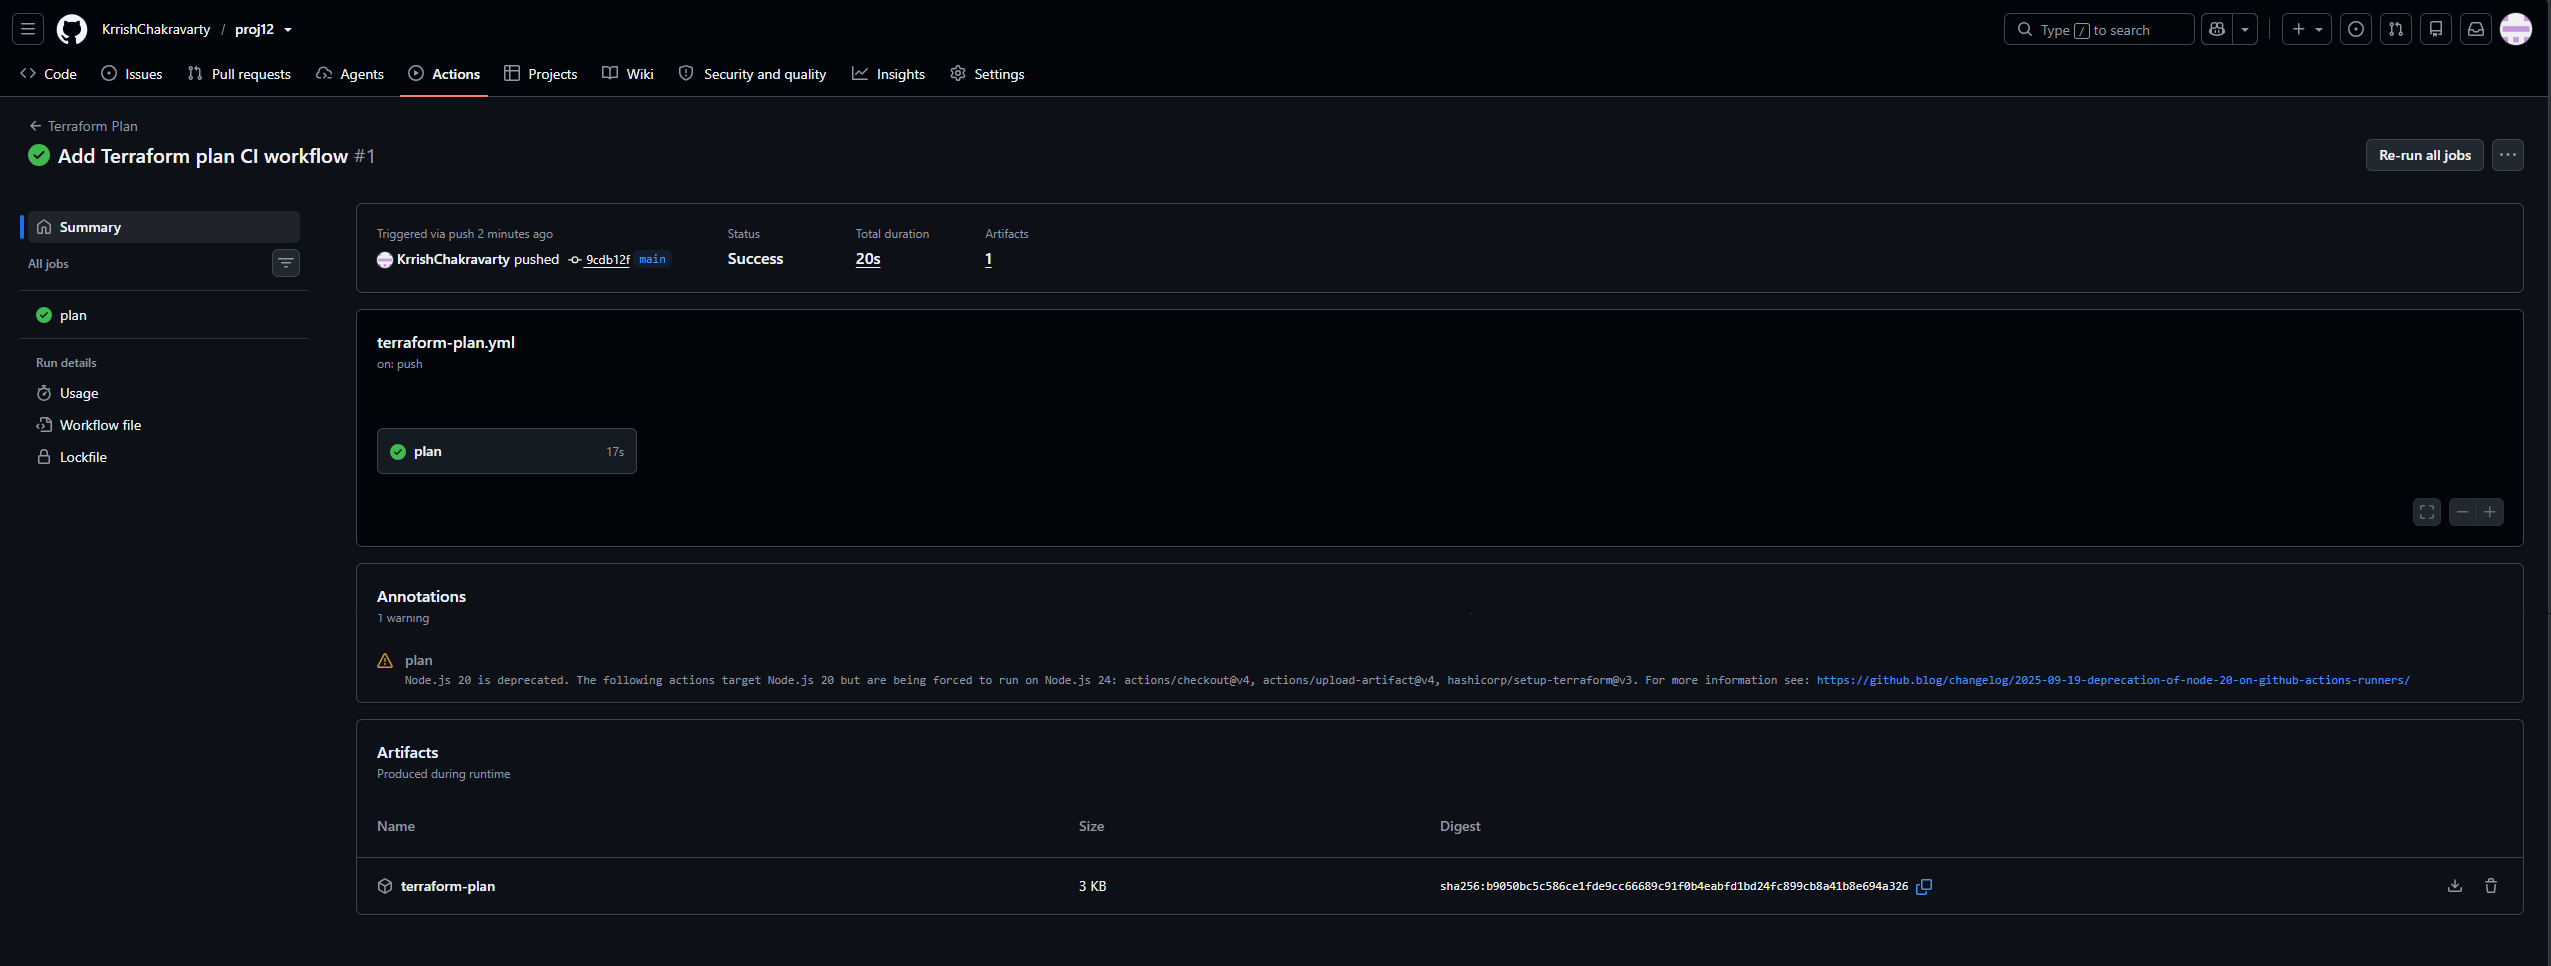 KrrishChakravarty / proj12
Type / to search
Code Issues Pull requests Agents Actions Projects Wiki Security and quality Insights Settings
Terraform Plan
Add Terraform plan CI workflow #1
Re-run all jobs
Summary
All jobs
plan
Run details
Usage
Workflow file
Lockfile
Triggered via push 2 minutes ago
KrrishChakravarty pushed 9cdb12f main
Status
Success
Total duration
20s
Artifacts
1
terraform-plan.yml
on: push
plan 17s
Annotations
1 warning
plan
Node.js 20 is deprecated. The following actions target Node.js 20 but are being forced to run on Node.js 24: actions/checkout@v4, actions/upload-artifact@v4, hashicorp/setup-terraform@v3. For more information see: https://github.blog/changelog/2025-09-19-deprecation-of-node-20-on-github-actions-runners/
Artifacts
Produced during runtime
Name Size Digest
terraform-plan 3 KB sha256:b9050bc5c586ce1fde9cc66689c91f0b4eabfd1bd24fc899cb8a41b8e694a326